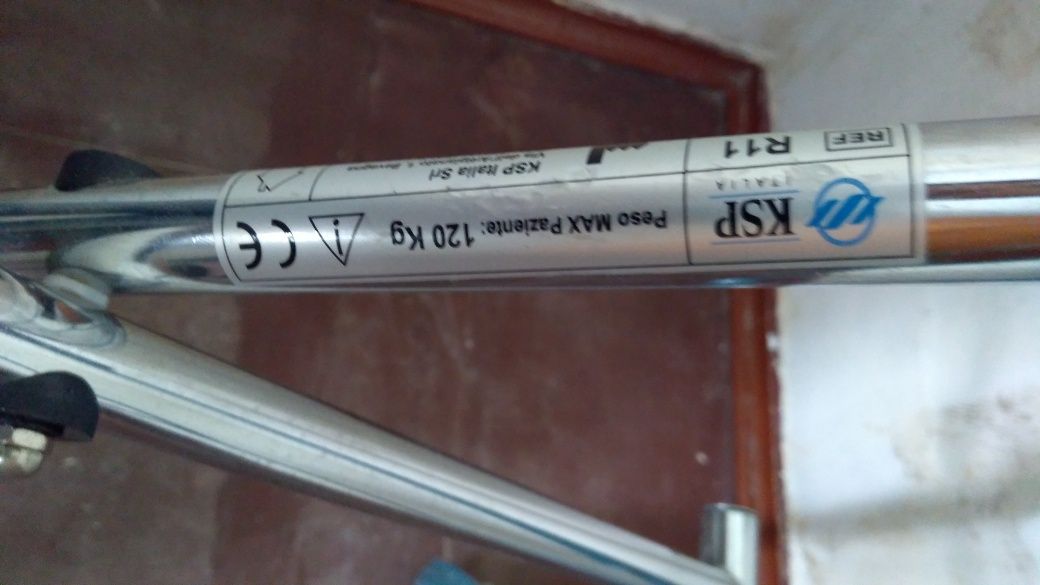 REF R11
KSP
ITALIA
KSP Italia Srl
Peso MAX Paziente: 120 Kg
i
CE